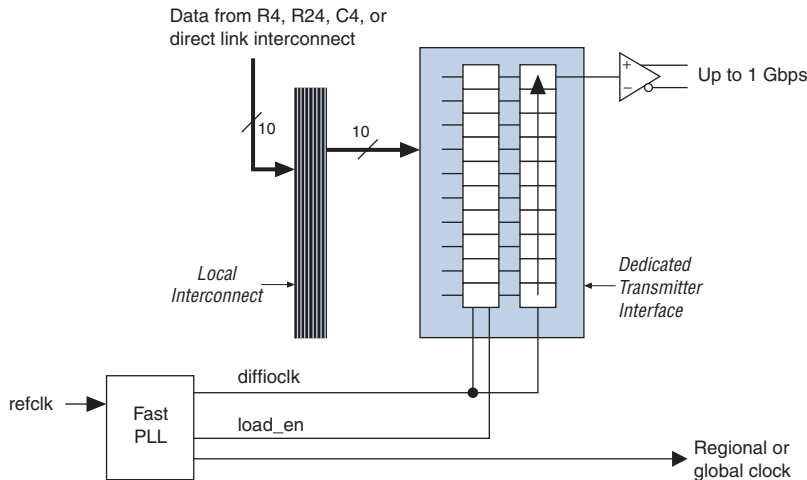 Data from R4, R24, C4, or
direct link interconnect
10
10
+
−
Up to 1 Gbps
Local
Interconnect
Dedicated
Transmitter
Interface
diffioclk
refclk
Fast
PLL
load_en
Regional or
global clock